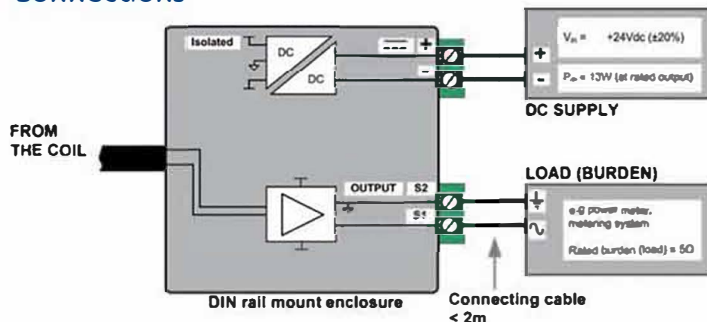 CONNECTIONS
Isolated
DC
DC
+
-
+
-
Vin = +24Vdc (±20%)
Pin < 13W (at rated output)
DC SUPPLY
FROM
THE COIL
LOAD (BURDEN)
OUTPUT S2
S1
e-g power meter,
metering system
Rated burden (load) = 5Ω
DIN rail mount enclosure
Connecting cable
< 2m